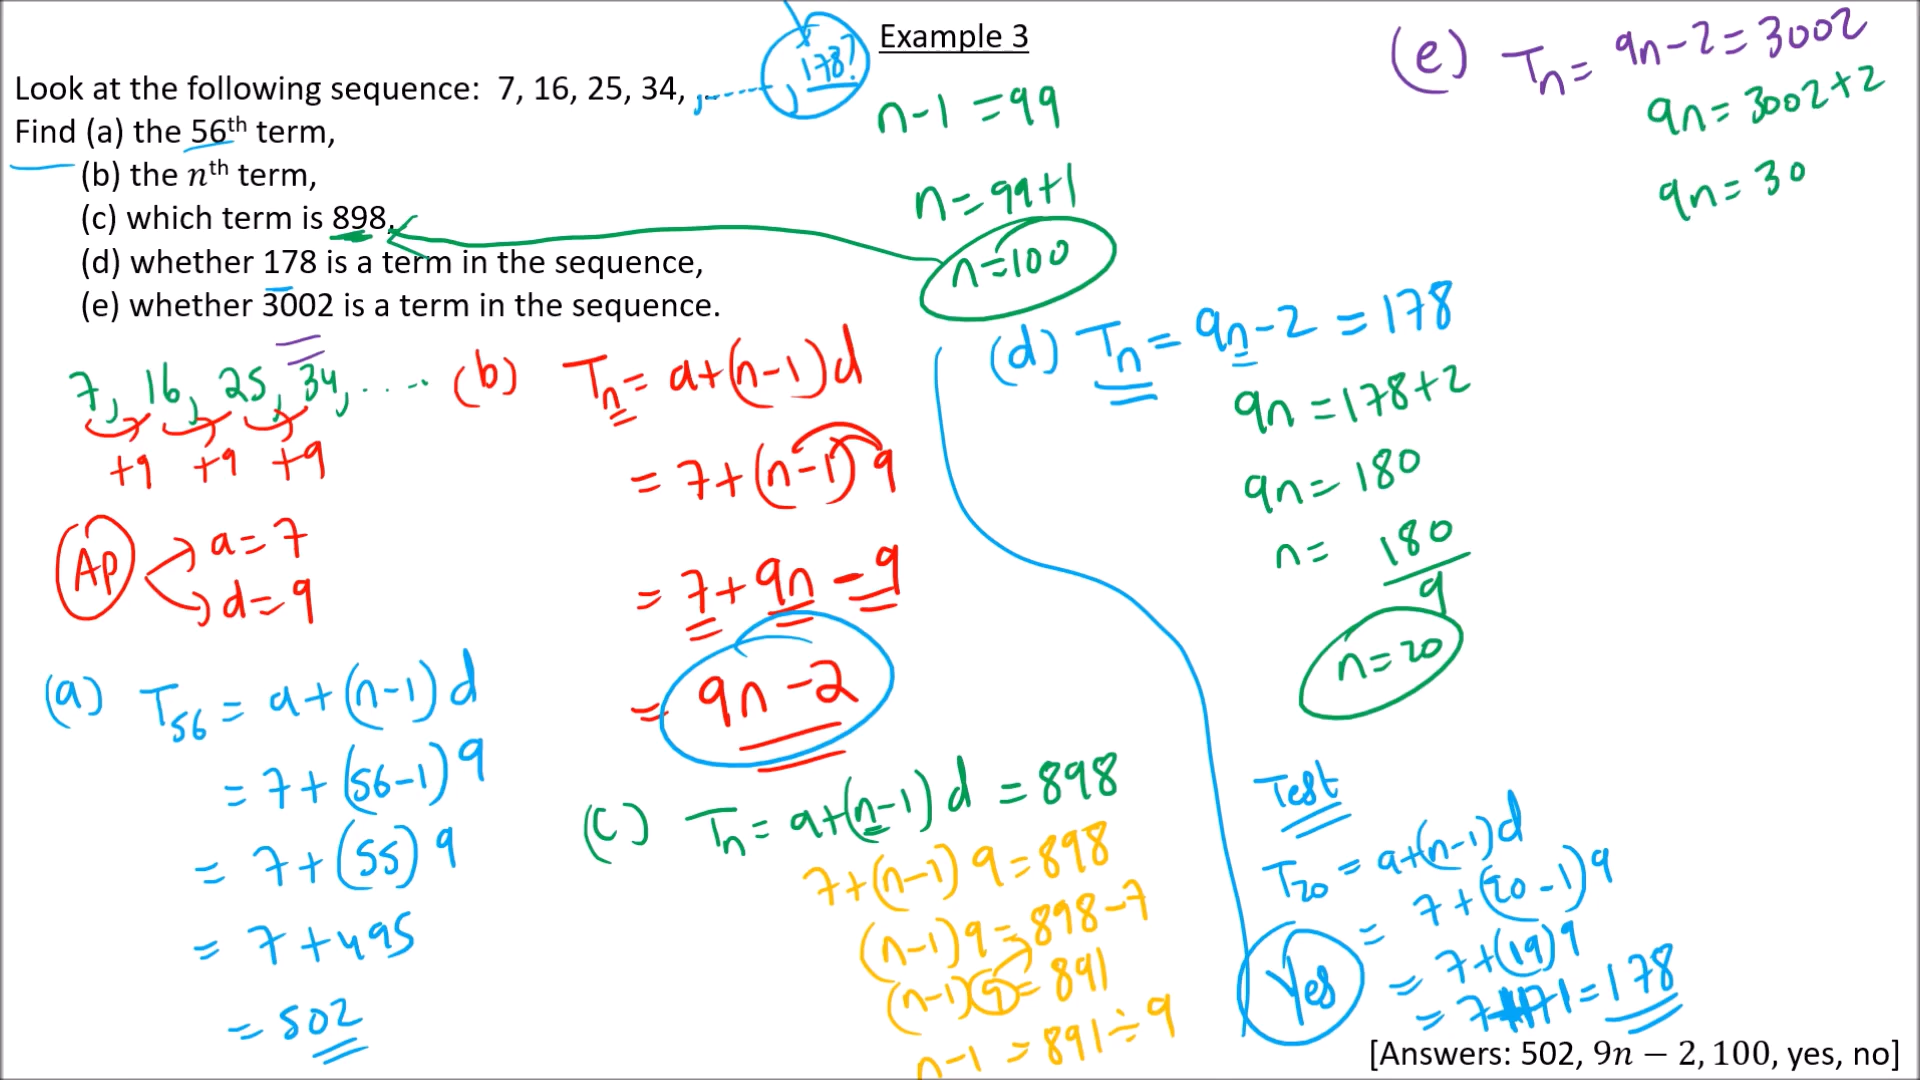 Example 3
Look at the following sequence: 7, 16, 25, 34, ...
178?
Find (a) the 56th term,
(b) the nth term,
(c) which term is 898,
(d) whether 178 is a term in the sequence,
(e) whether 3002 is a term in the sequence.
7, 16, 25, 34, ....
+9 +9 +9
AP
a = 7
d = 9
(a) T56 = a+(n-1)d
= 7+(56-1)9
= 7+(55)9
= 7+495
= 502
(b) Tn = a+(n-1)d
= 7+(n-1)9
= 7+9n-9
= 9n-2
(c) Tn = a+(n-1)d = 898
7+(n-1)9 = 898
(n-1)9 = 898-7
(n-1)9 = 891
n-1 = 891÷9
n-1 = 99
n = 99+1
n = 100
(d) Tn = 9n-2 = 178
9n = 178+2
9n = 180
n = 180
9
n = 20
Test
T20 = a+(n-1)d
= 7+(20-1)9
= 7+(19)9
= 7+171 = 178
Yes
(e) Tn = 9n-2 = 3002
9n = 3002+2
9n = 30
[Answers: 502, 9n − 2, 100, yes, no]